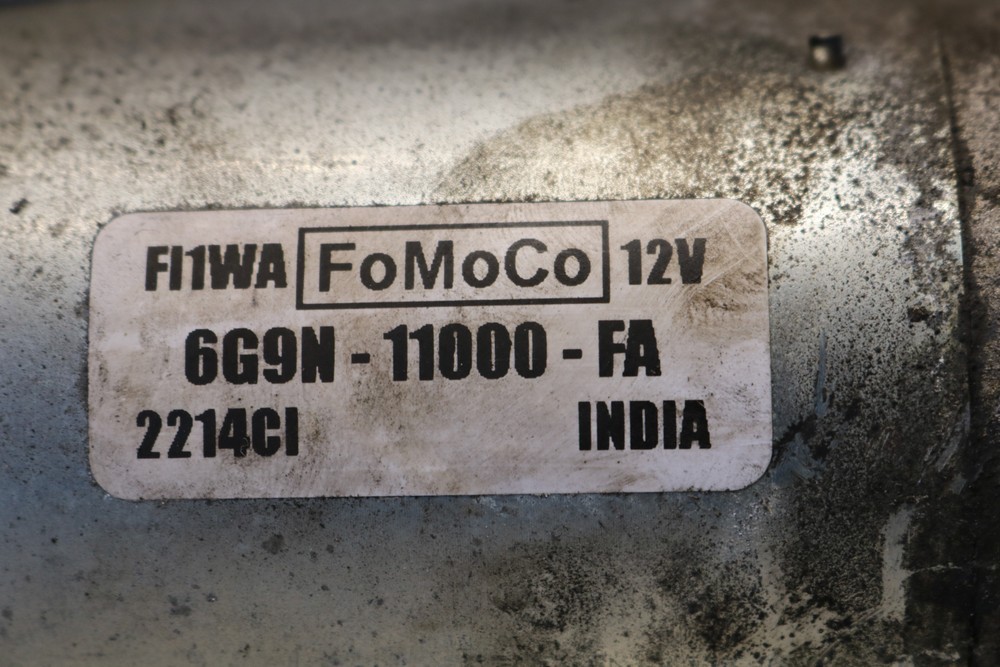 FI1WA FoMoCo 12V
6G9N - 11000 - FA
2214CI INDIA